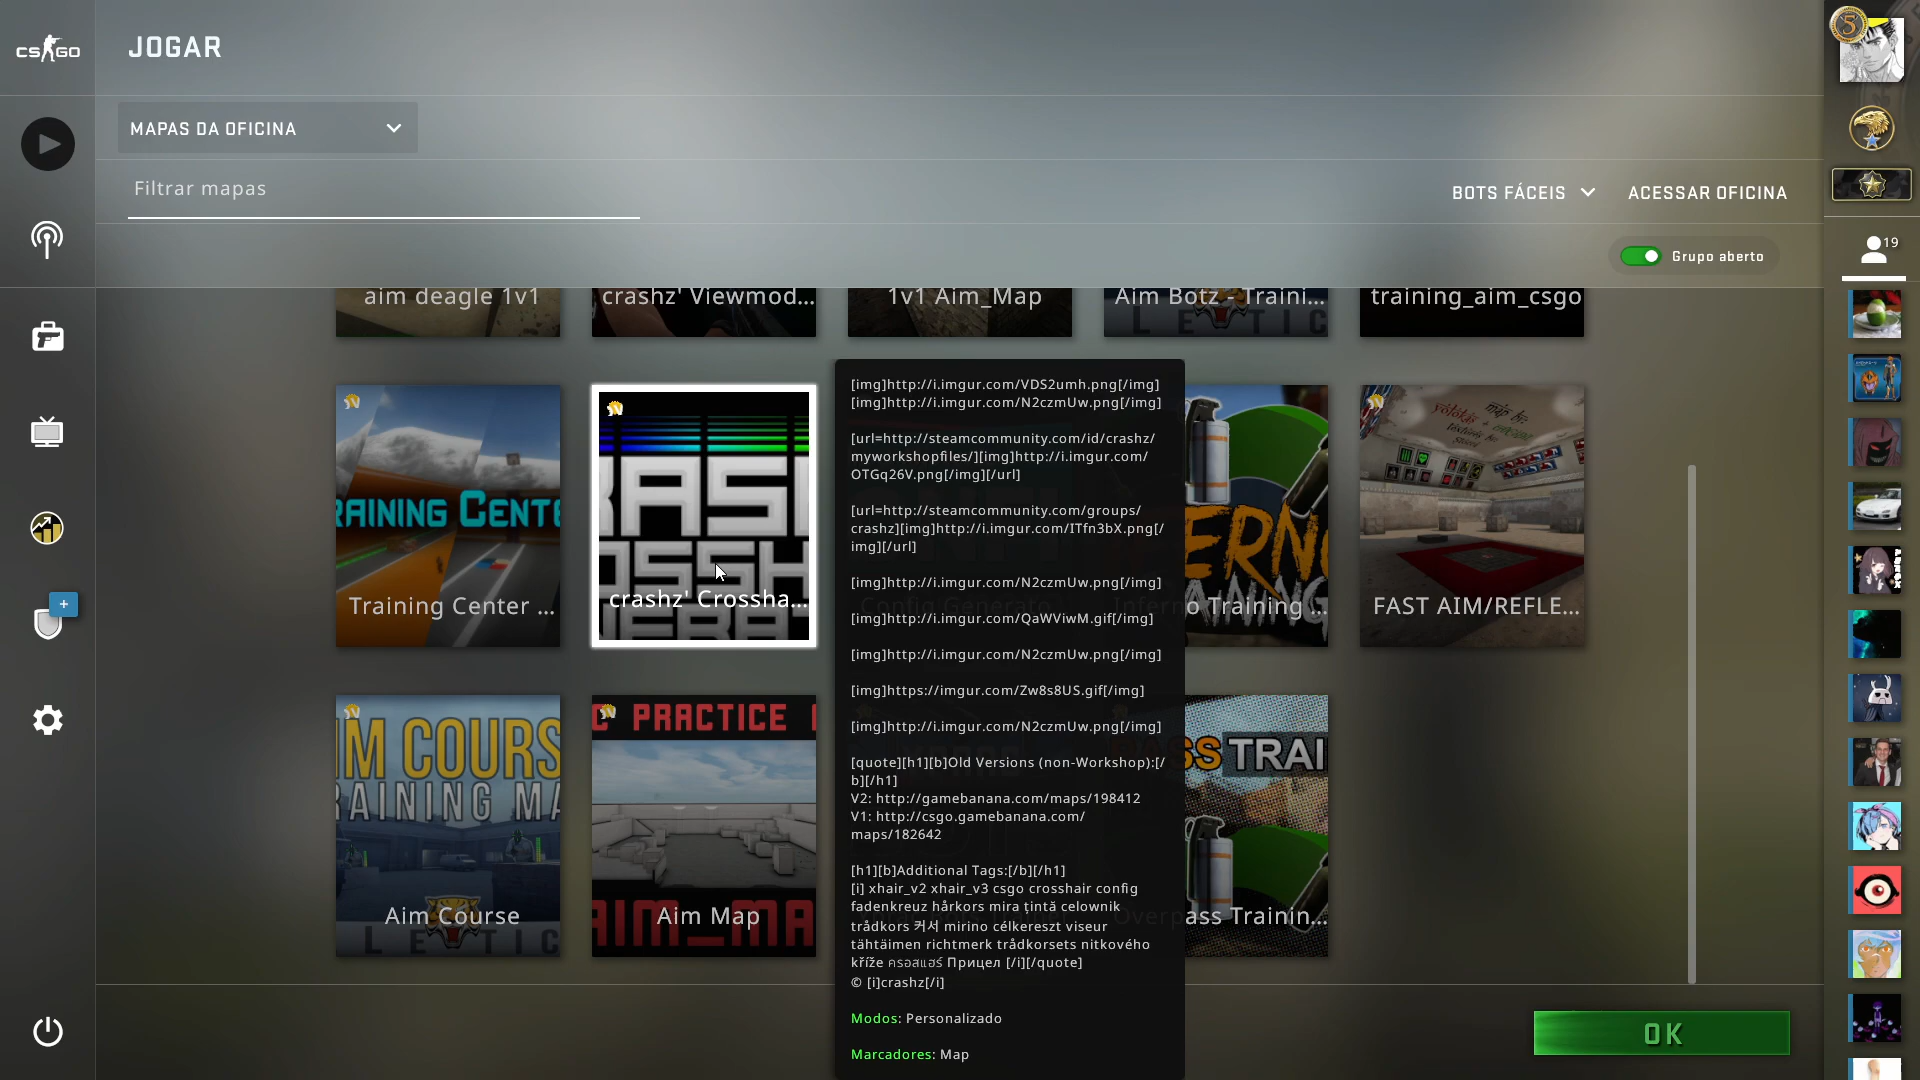 CS GO
JOGAR
5
MAPAS DA OFICINA
Filtrar mapas
BOTS FÁCEIS
ACESSAR OFICINA
19
Grupo aberto
aim deagle 1v1
crashz' Viewmod...
1v1 Aim_Map
Aim Botz - Traini...
training_aim_csgo
Training Center ...
crashz' Crossha...
Config Generato
Inferno Training ...
FAST AIM/REFLE...
[img]http://i.imgur.com/VDS2umh.png[/img]
[img]http://i.imgur.com/N2czmUw.png[/img]
[url=http://steamcommunity.com/id/crashz/
myworkshopfiles/][img]http://i.imgur.com/
OTGq26V.png[/img][/url]
[url=http://steamcommunity.com/groups/
crashz][img]http://i.imgur.com/ITfn3bX.png[/
img][/url]
[img]http://i.imgur.com/N2czmUw.png[/img]
[img]http://i.imgur.com/QaWViwM.gif[/img]
[img]http://i.imgur.com/N2czmUw.png[/img]
[img]https://imgur.com/Zw8s8US.gif[/img]
[img]http://i.imgur.com/N2czmUw.png[/img]
[quote][h1][b]Old Versions (non-Workshop):[/
b][/h1]
V2: http://gamebanana.com/maps/198412
V1: http://csgo.gamebanana.com/
maps/182642
[h1][b]Additional Tags:[/b][/h1]
[i] xhair_v2 xhair_v3 csgo crosshair config
fadenkreuz hårkors mira țintă celownik
trådkors 커서 mirino célkereszt viseur
tähtäimen richtmerk trådkorsets nitkového
kříže ครอสแฮร์ Прицел [/i][/quote]
© [i]crashz[/i]
Modos: Personalizado
Marcadores: Map
Aim Course
Aim Map
Overpass Trainin...
OK